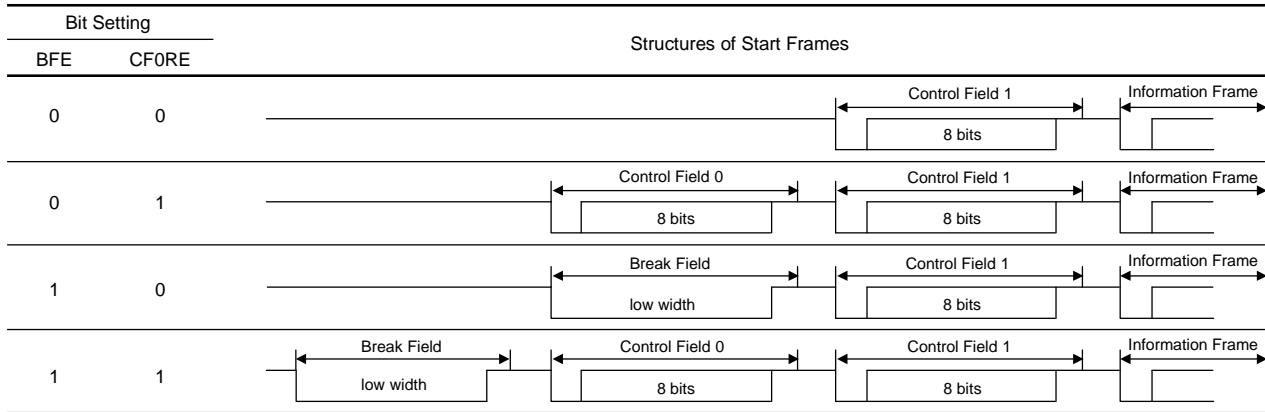 Bit Setting
Structures of Start Frames
BFE CF0RE
Control Field 1 Information Frame
0 0
8 bits
Control Field 0 Control Field 1 Information Frame
0 1
8 bits 8 bits
Break Field Control Field 1 Information Frame
1 0
low width 8 bits
Break Field Control Field 0 Control Field 1 Information Frame
1 1
low width 8 bits 8 bits